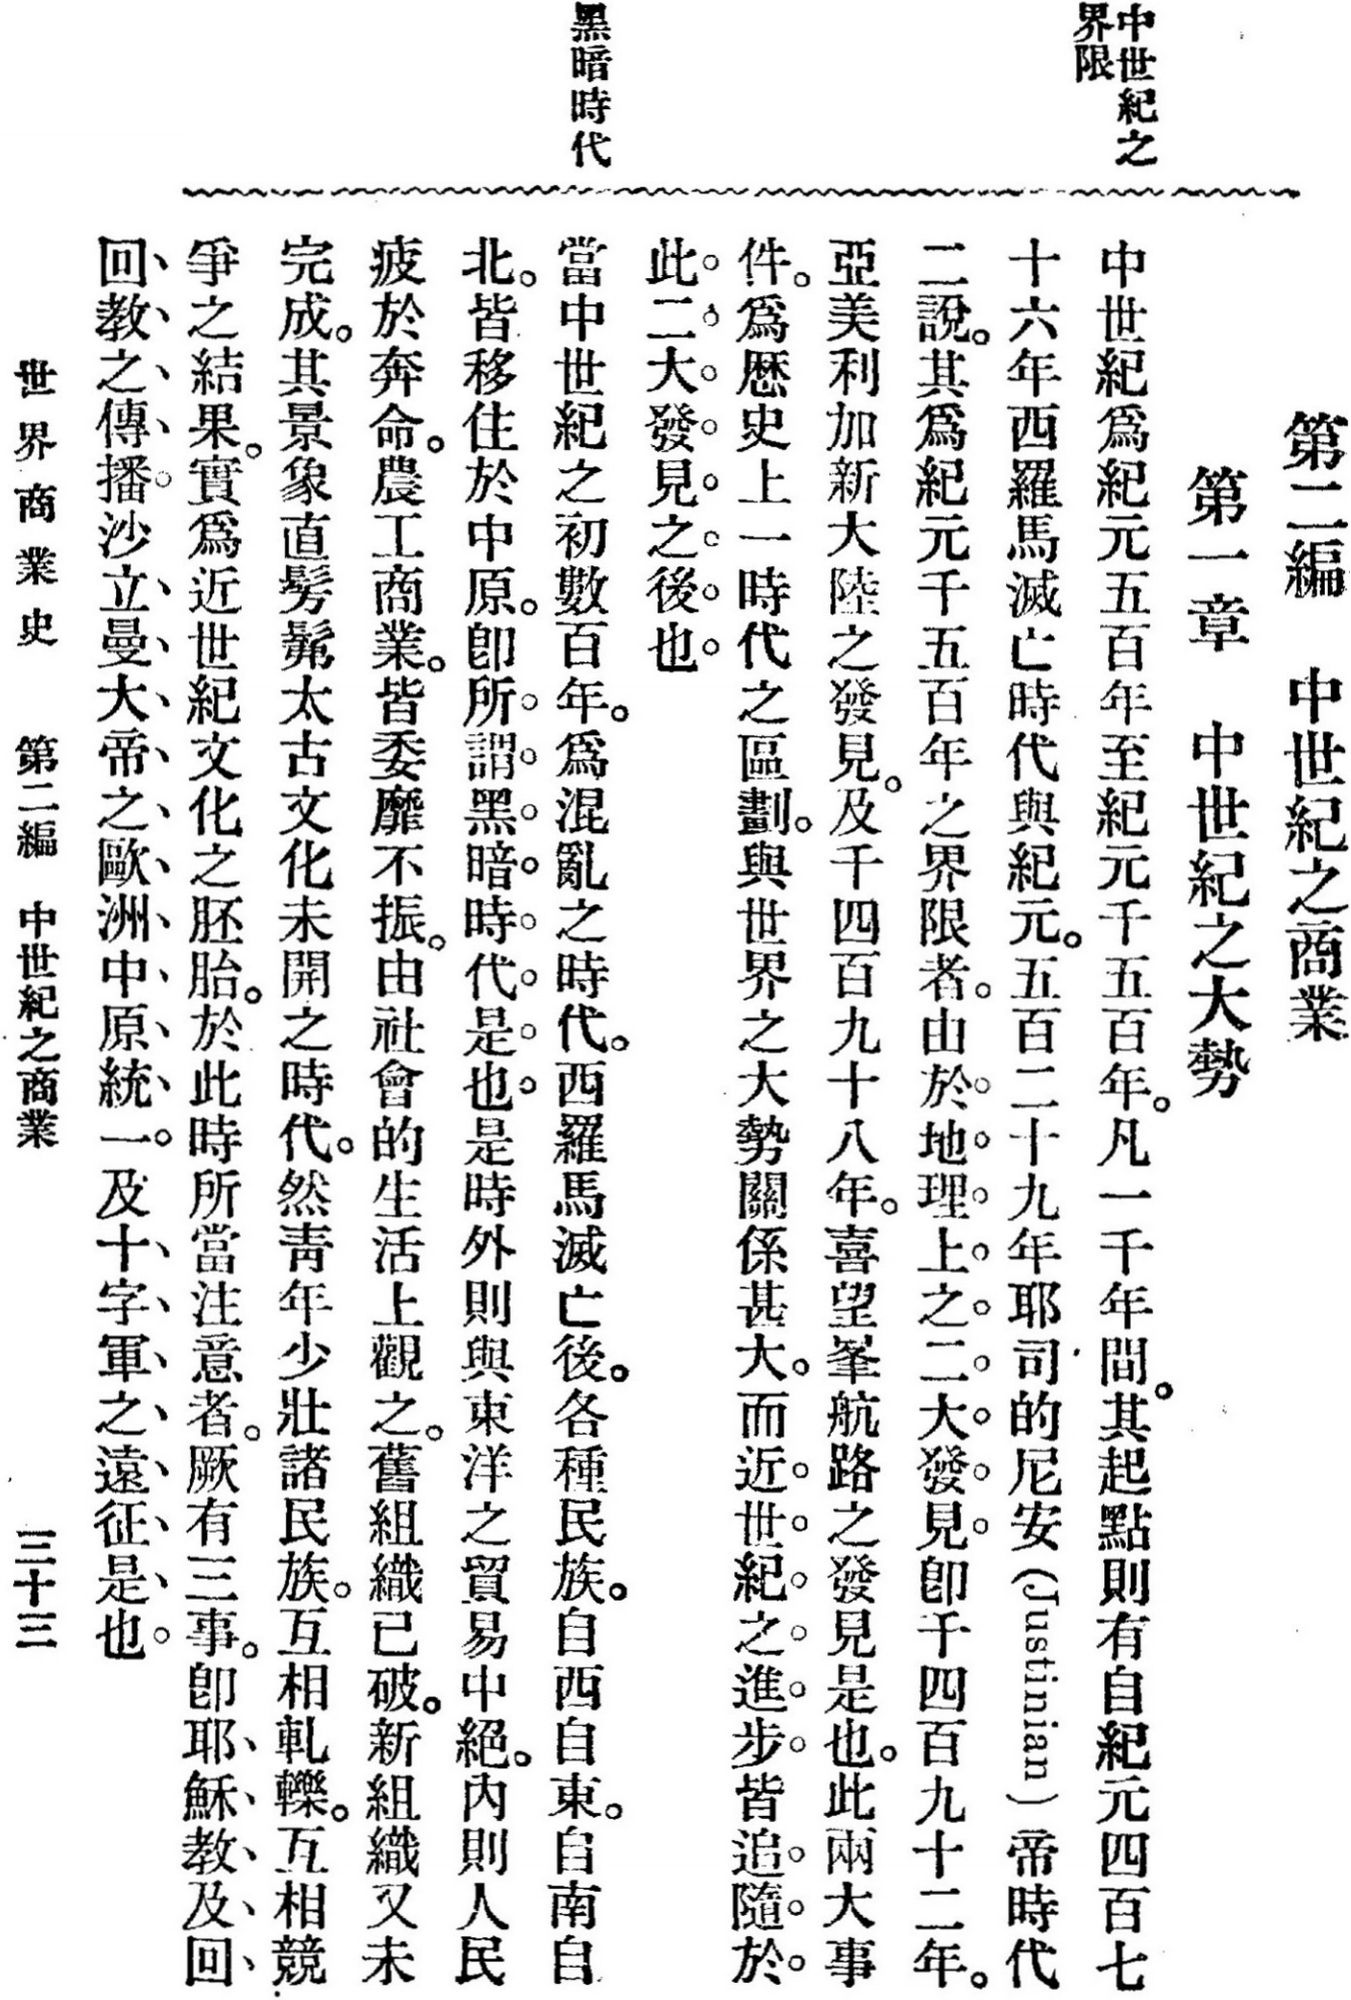 第二編　中世紀之商業
第一章　中世紀之大勢
中世紀之
界限
中世紀爲紀元五百年至紀元千五百年。凡一千年間。其起點則有自紀元四百七
十六年西羅馬滅亡時代與紀元。五百二十九年耶司的尼安(Justinian)帝時代
二說。其爲紀元千五百年之界限者。由於地理上之二大發見卽千四百九十二年。
亞美利加新大陸之發見。及千四百九十八年。喜望峯航路之發見是也。此兩大事
件。爲歷史上一時代之區劃。與世界之大勢關係甚大。而近世紀之進步皆追隨於
此二大發見之後也。
黑暗時代
當中世紀之初數百年。爲混亂之時代。西羅馬滅亡後。各種民族。自西自東。自南自
北。皆移住於中原。卽所謂黑暗時代是也。是時外則與東洋之貿易中絕。內則人民
疲於奔命。農工商業。皆委靡不振。由社會的生活上觀之。舊組織已破。新組織又未
完成。其景象直髣髴太古文化未開之時代。然靑年少壯諸民族。互相軋轢。互相競
爭之結果。實爲近世紀文化之胚胎。於此時所當注意者。厥有三事。卽耶穌教及回
回教之傳播。沙立曼大帝之歐洲中原統一。及十字軍之遠征是也。
世界商業史　第二編　中世紀之商業　三十三